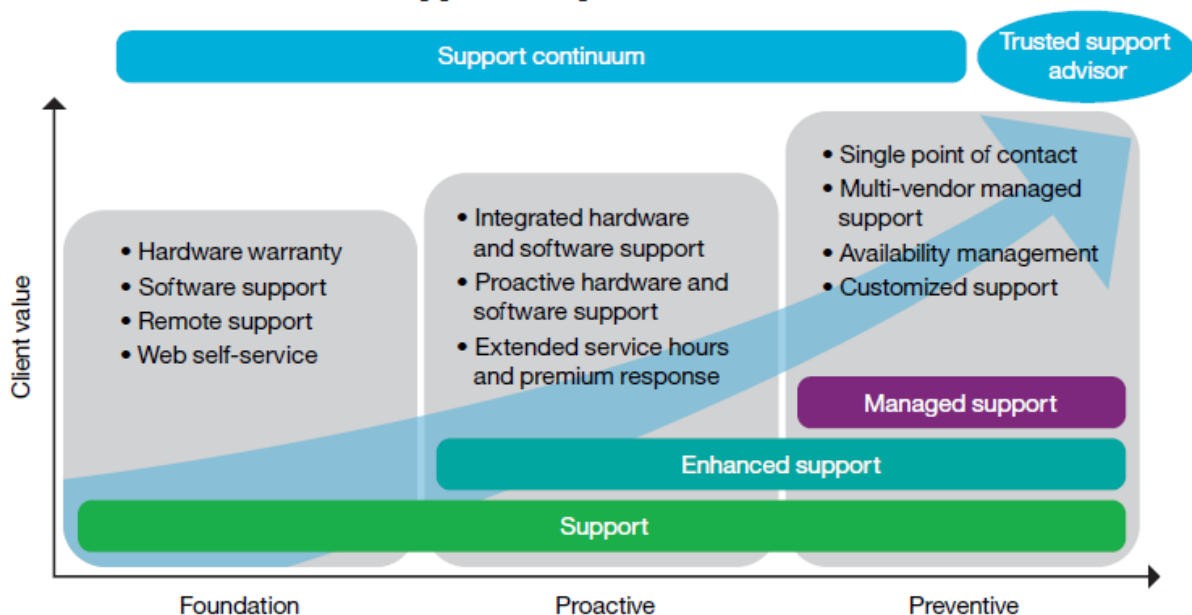 Support continuum
Trusted support
advisor
Client value
• Hardware warranty
• Software support
• Remote support
• Web self-service
• Integrated hardware
and software support
• Proactive hardware and
software support
• Extended service hours
and premium response
• Single point of contact
• Multi-vendor managed
support
• Availability management
• Customized support
Managed support
Enhanced support
Support
Foundation
Proactive
Preventive